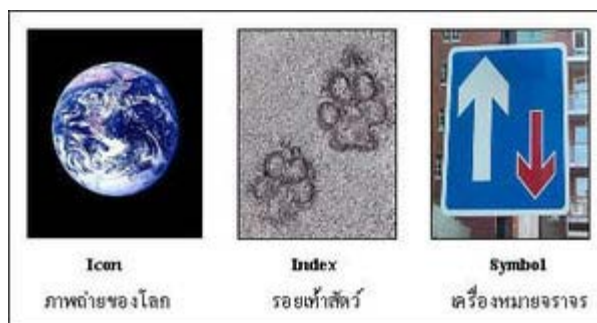 Icon
ภาพถ่ายของโลก
Index
รอยเท้าสัตว์
Symbol
เครื่องหมายจราจร